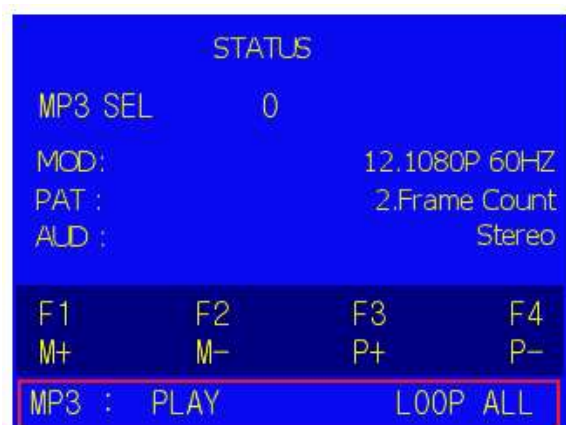 STATUS
MP3 SEL 0
MOD: 12.1080P 60HZ
PAT : 2.Frame Count
AUD : Stereo
F1 F2 F3 F4
M+ M- P+ P-
MP3 : PLAY LOOP ALL